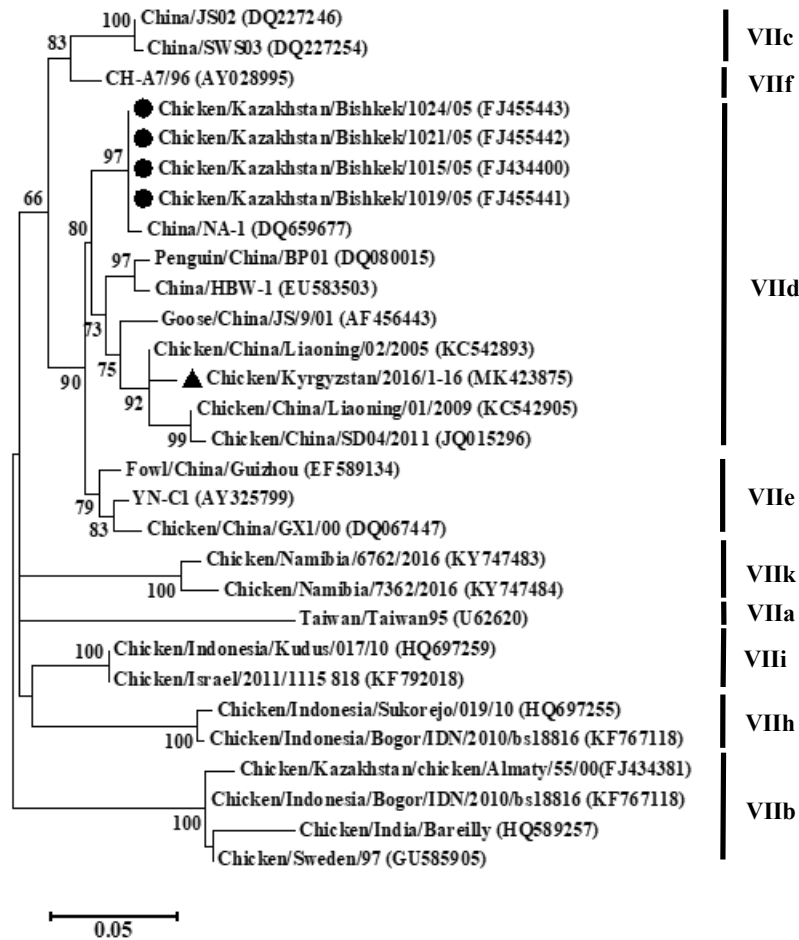 100
China/JS02 (DQ227246)
China/SWS03 (DQ227254)
83
CH-A7/96 (AY028995)
VIIc
VIIf
Chicken/Kazakhstan/Bishkek/1024/05 (FJ455443)
Chicken/Kazakhstan/Bishkek/1021/05 (FJ455442)
97
Chicken/Kazakhstan/Bishkek/1015/05 (FJ434400)
Chicken/Kazakhstan/Bishkek/1019/05 (FJ455441)
66
China/NA-1 (DQ659677)
80
97
Penguin/China/BP01 (DQ080015)
China/HBW-1 (EU583503)
VIId
73
Goose/China/JS/9/01 (AF456443)
75
Chicken/China/Liaoning/02/2005 (KC542893)
90
92
Chicken/Kyrgyzstan/2016/1-16 (MK423875)
Chicken/China/Liaoning/01/2009 (KC542905)
99
Chicken/China/SD04/2011 (JQ015296)
Fowl/China/Guizhou (EF589134)
79
YN-C1 (AY325799)
83
Chicken/China/GX1/00 (DQ067447)
VIIe
Chicken/Namibia/6762/2016 (KY747483)
100
Chicken/Namibia/7362/2016 (KY747484)
VIIk
Taiwan/Taiwan95 (U62620)
VIIa
100
Chicken/Indonesia/Kudus/017/10 (HQ697259)
Chicken/Israel/2011/1115 818 (KF792018)
VIIi
Chicken/Indonesia/Sukorejo/019/10 (HQ697255)
100
Chicken/Indonesia/Bogor/IDN/2010/bs18816 (KF767118)
VIIh
Chicken/Kazakhstan/chicken/Almaty/55/00(FJ434381)
Chicken/Indonesia/Bogor/IDN/2010/bs18816 (KF767118)
100
Chicken/India/Bareilly (HQ589257)
Chicken/Sweden/97 (GU585905)
VIIb
0.05